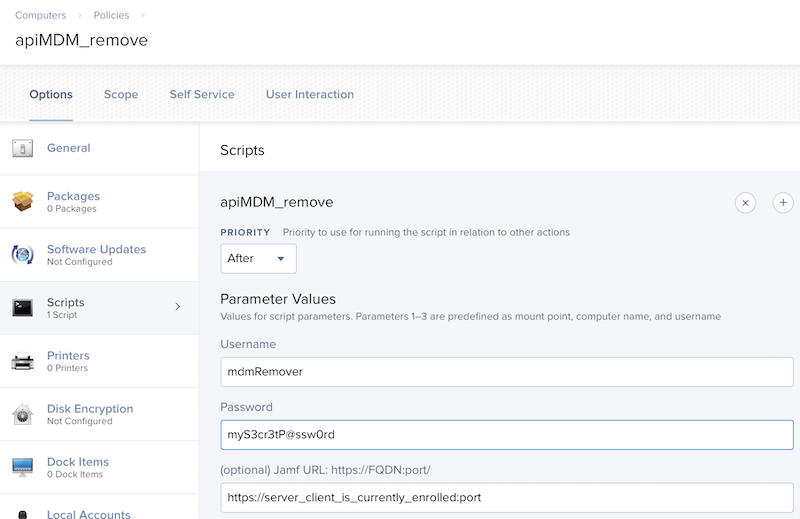 Computers > Policies >
apiMDM_remove
Options Scope Self Service User Interaction
General
Packages
0 Packages
Software Updates
Not Configured
Scripts
1 Script
Printers
0 Printers
Disk Encryption
Not Configured
Dock Items
0 Dock Items
Local Accounts
Scripts
apiMDM_remove
PRIORITY Priority to use for running the script in relation to other actions
After
Parameter Values
Values for script parameters. Parameters 1–3 are predefined as mount point, computer name, and username
Username
mdmRemover
Password
myS3cr3tP@ssw0rd
(optional) Jamf URL: https://FQDN:port/
https://server_client_is_currently_enrolled:port